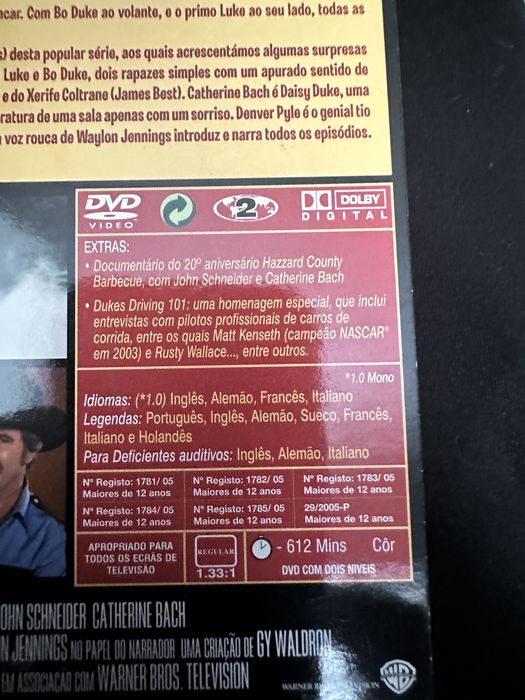 car. Com Bo Duke ao volante, e o primo Luke ao seu lado, todas as
s) desta popular série, aos quais acrescentámos algumas surpresas
Luke e Bo Duke, dois rapazes simples com um apurado sentido de
e do Xerife Coltrane (James Best). Catherine Bach é Daisy Duke, uma
ratura de uma sala apenas com um sorriso. Denver Pyle é o genial tio
voz rouca de Waylon Jennings introduz e narra todos os episódios.
DVD
VIDEO
2
DOLBY
DIGITAL
EXTRAS:
• Documentário do 20º aniversário Hazzard County
Barbecue, com John Schneider e Catherine Bach
• Dukes Driving 101: uma homenagem especial, que inclui
entrevistas com pilotos profissionais de carros de
corrida, entre os quais Matt Kenseth (campeão NASCAR®
em 2003) e Rusty Wallace..., entre outros.
*1.0 Mono
Idiomas: (*1.0) Inglês, Alemão, Francês, Italiano
Legendas: Português, Inglês, Alemão, Sueco, Francês,
Italiano e Holandês
Para Deficientes auditivos: Inglês, Alemão, Italiano
Nº Registo: 1781/ 05
Maiores de 12 anos
Nº Registo: 1782/ 05
Maiores de 12 anos
Nº Registo: 1783/ 05
Maiores de 12 anos
Nº Registo: 1784/ 05
Maiores de 12 anos
Nº Registo: 1785/ 05
Maiores de 12 anos
29/2005-P
Maiores de 12 anos
APROPRIADO PARA
TODOS OS ECRÃS DE
TELEVISÃO
REGULAR
1.33:1
- 612 Mins Côr
DVD COM DOIS NIVEIS
OHN SCHNEIDER CATHERINE BACH
N JENNINGS NO PAPEL DO NARRADOR UMA CRIAÇÃO DE GY WALDRON
EM ASSOCIAÇÃO COM WARNER BROS. TELEVISION
WARNER BROS. TELEVISION